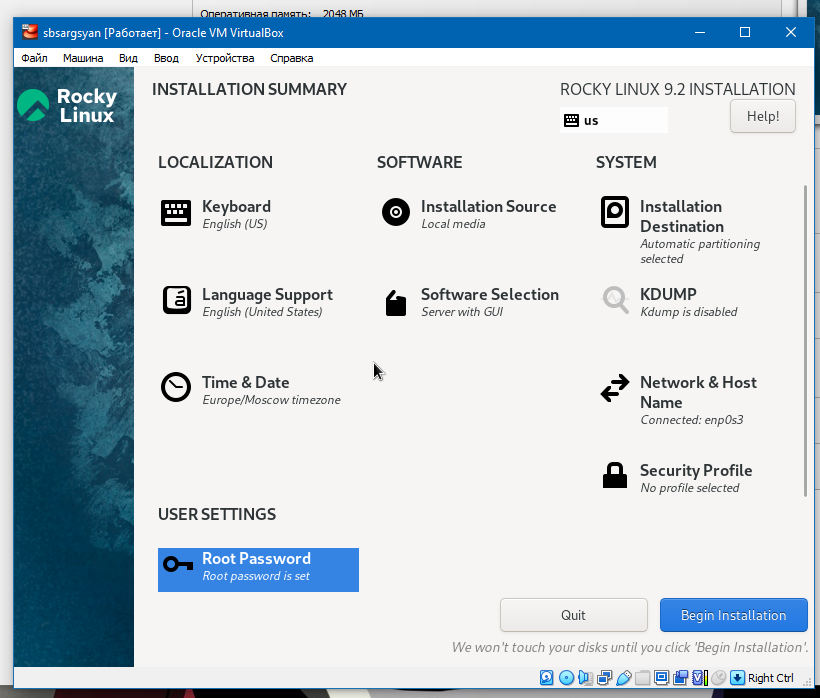 Оперативная память: 2048 МБ
sbsargsyan [Работает] - Oracle VM VirtualBox
Файл Машина Вид Ввод Устройства Справка
Rocky
Linux
INSTALLATION SUMMARY
ROCKY LINUX 9.2 INSTALLATION
us
Help!
LOCALIZATION
Keyboard
English (US)
Language Support
English (United States)
Time & Date
Europe/Moscow timezone
SOFTWARE
Installation Source
Local media
Software Selection
Server with GUI
SYSTEM
Installation
Destination
Automatic partitioning
selected
KDUMP
Kdump is disabled
Network & Host
Name
Connected: enp0s3
Security Profile
No profile selected
USER SETTINGS
Root Password
Root password is set
Quit
Begin Installation
We won't touch your disks until you click 'Begin Installation'.
Right Ctrl